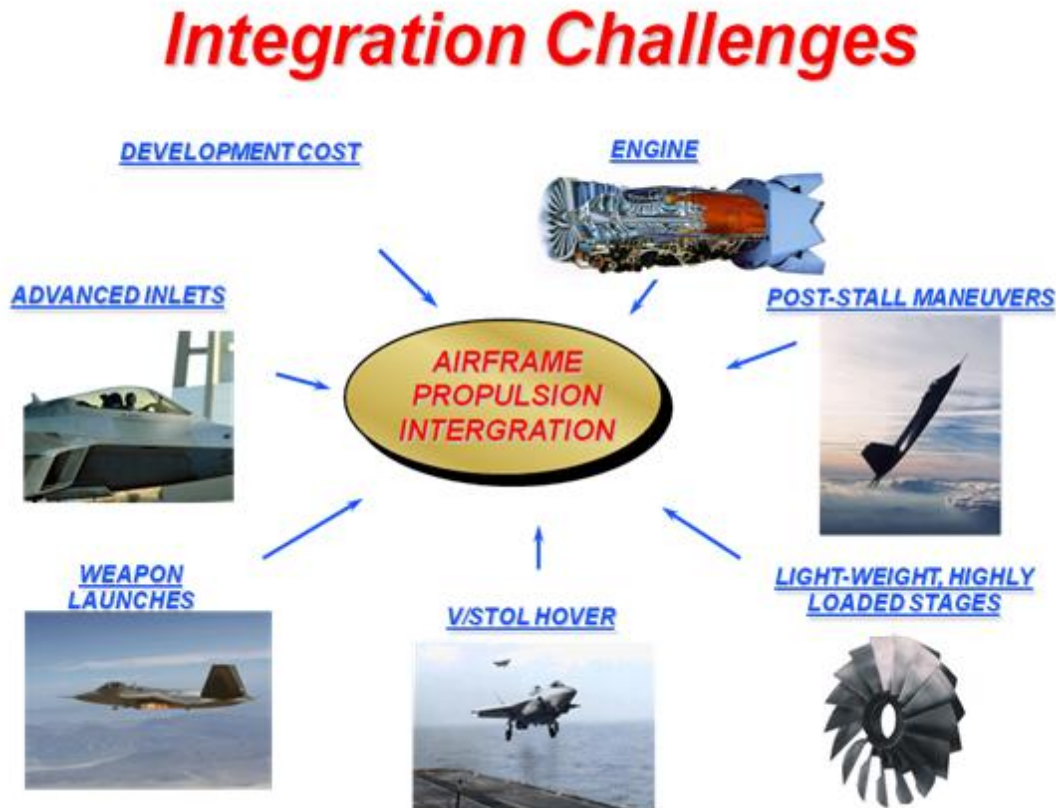 Integration Challenges
DEVELOPMENT COST
ENGINE
ADVANCED INLETS
POST-STALL MANEUVERS
AIRFRAME
PROPULSION
INTERGRATION
WEAPON
LAUNCHES
V/STOL HOVER
LIGHT-WEIGHT, HIGHLY
LOADED STAGES